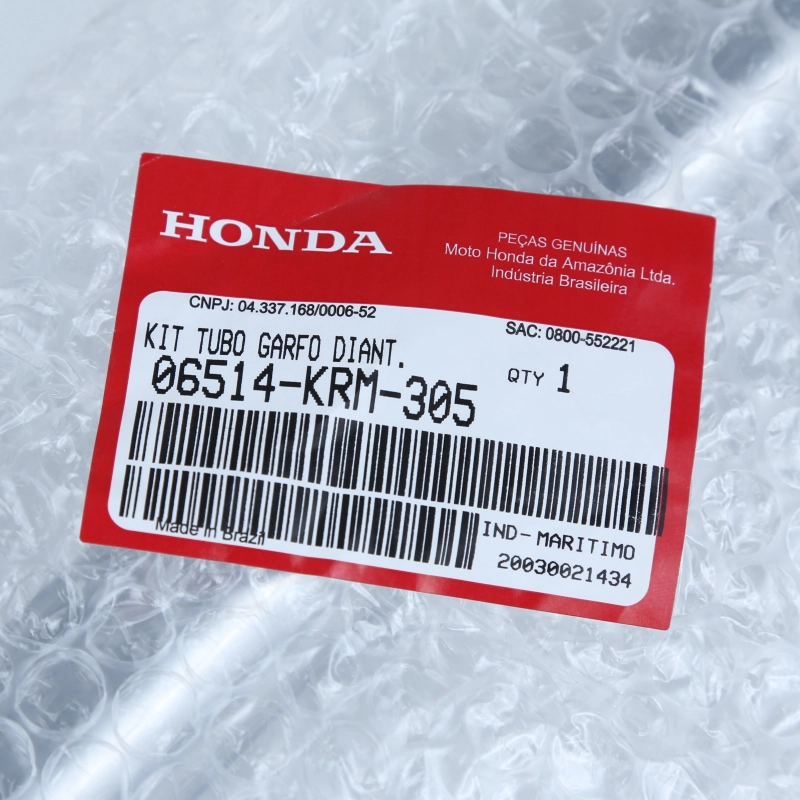 HONDA
PEÇAS GENUÍNAS
Moto Honda da Amazônia Ltda.
Indústria Brasileira
CNPJ: 04.337.168/0006-52
SAC: 0800-552221
KIT TUBO GARFO DIANT.
06514-KRM-305
QTY 1
Made in Brazil
IND-MARITIMO
20030021434